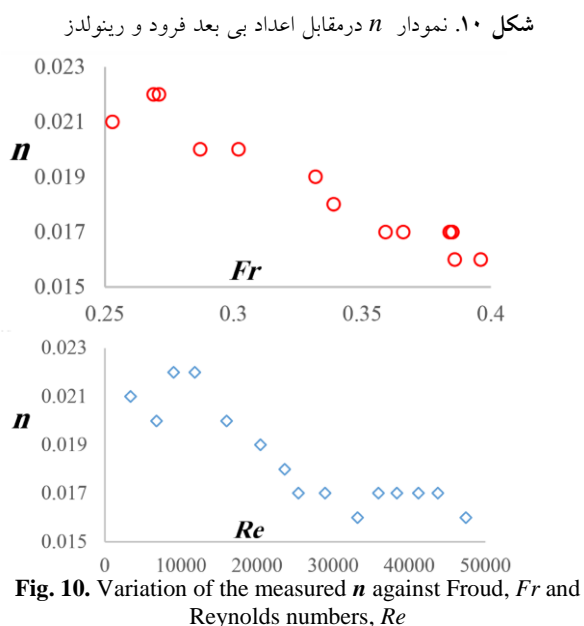 شکل ۱۰. نمودار n درمقابل اعداد بی بعد فرود و رینولدز
0.023
0.021
n
0.019
0.017
Fr
0.015
0.25 0.3 0.35 0.4
0.023
0.021
n
0.019
0.017
Re
0.015
0 10000 20000 30000 40000 50000
Fig. 10. Variation of the measured n against Froud, Fr and
Reynolds numbers, Re